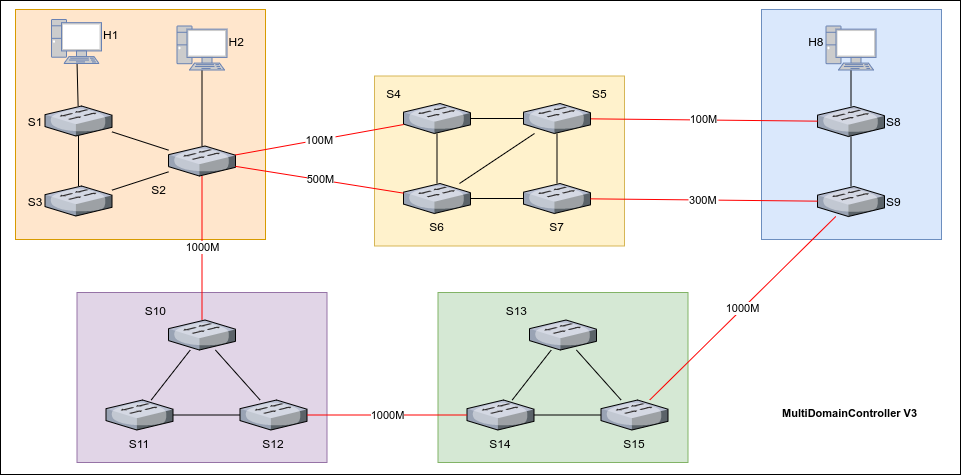 H1
H2
H8
S4
S5
S1
S8
100M
100M
S2
500M
S3
300M
S9
S6
S7
1000M
S10
S13
1000M
1000M
MultiDomainController V3
S11
S12
S14
S15